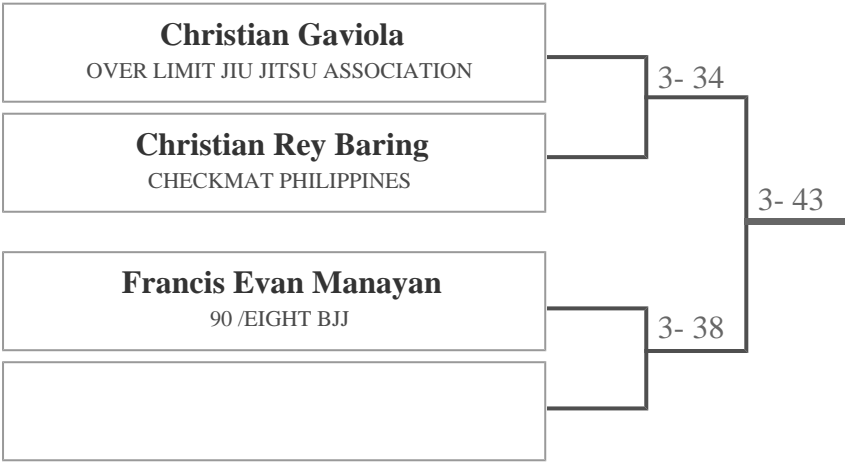 Christian Gaviola
OVER LIMIT JIU JITSU ASSOCIATION
3- 34
Christian Rey Baring
CHECKMAT PHILIPPINES
3- 43
Francis Evan Manayan
90 /EIGHT BJJ
3- 38